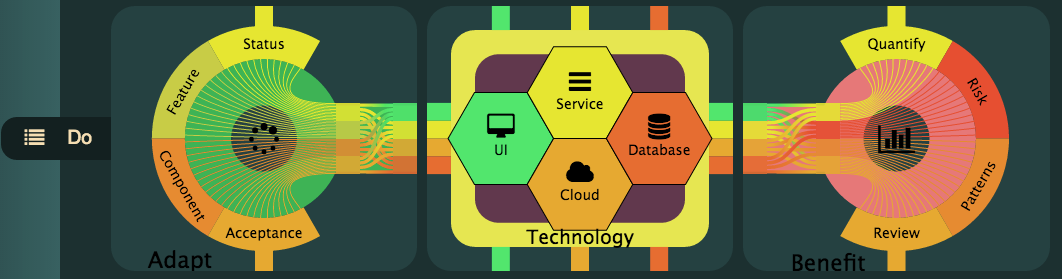 Do
Status
Feature
Component
Acceptance
Adapt
Service
UI
Database
Cloud
Technology
Quantify
Risk
Patterns
Review
Benefit